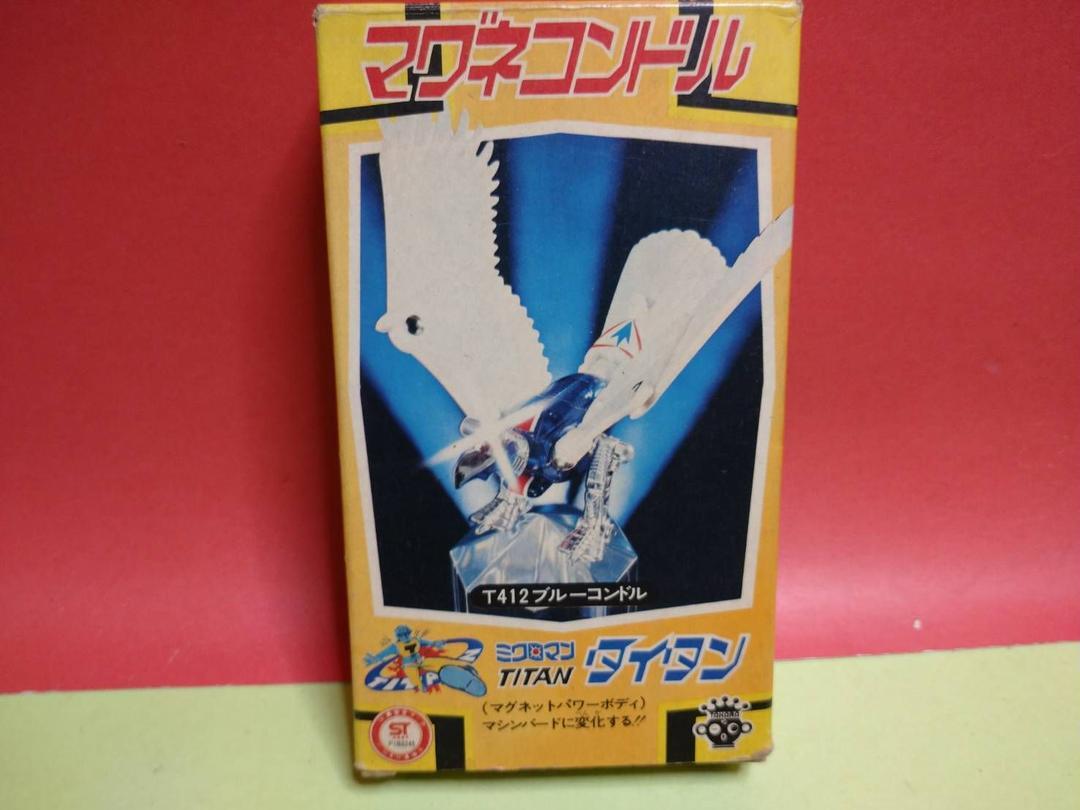 マグネコンドル
T412ブルーコンドル
ミクロマン
TITAN
タイタン
(マグネットパワーボディ)
マシンバードに変化する!!
ST
TAKARA